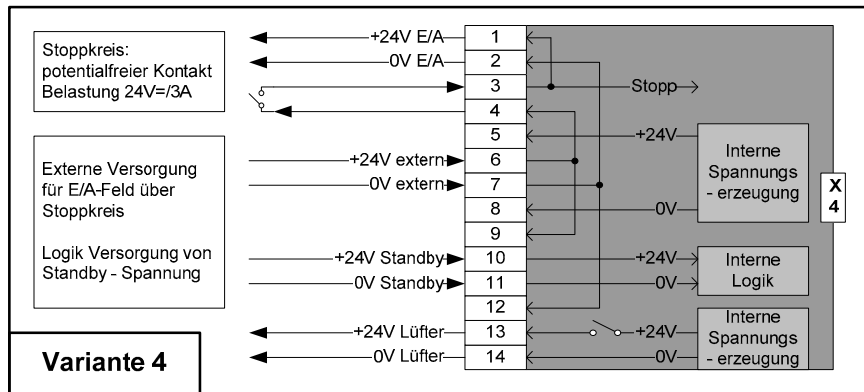 Stoppkreis:
potentialfreier Kontakt
Belastung 24V=/3A
Externe Versorgung
für E/A-Feld über
Stoppkreis
Logik Versorgung von
Standby - Spannung
Variante 4
+24V E/A
0V E/A
+24V extern
0V extern
+24V Standby
0V Standby
+24V Lüfter
0V Lüfter
1
2
3
4
5
6
7
8
9
10
11
12
13
14
Stopp
+24V
0V
+24V
0V
+24V
0V
Interne
Spannungs
- erzeugung
Interne
Logik
Interne
Spannungs
- erzeugung
X
4